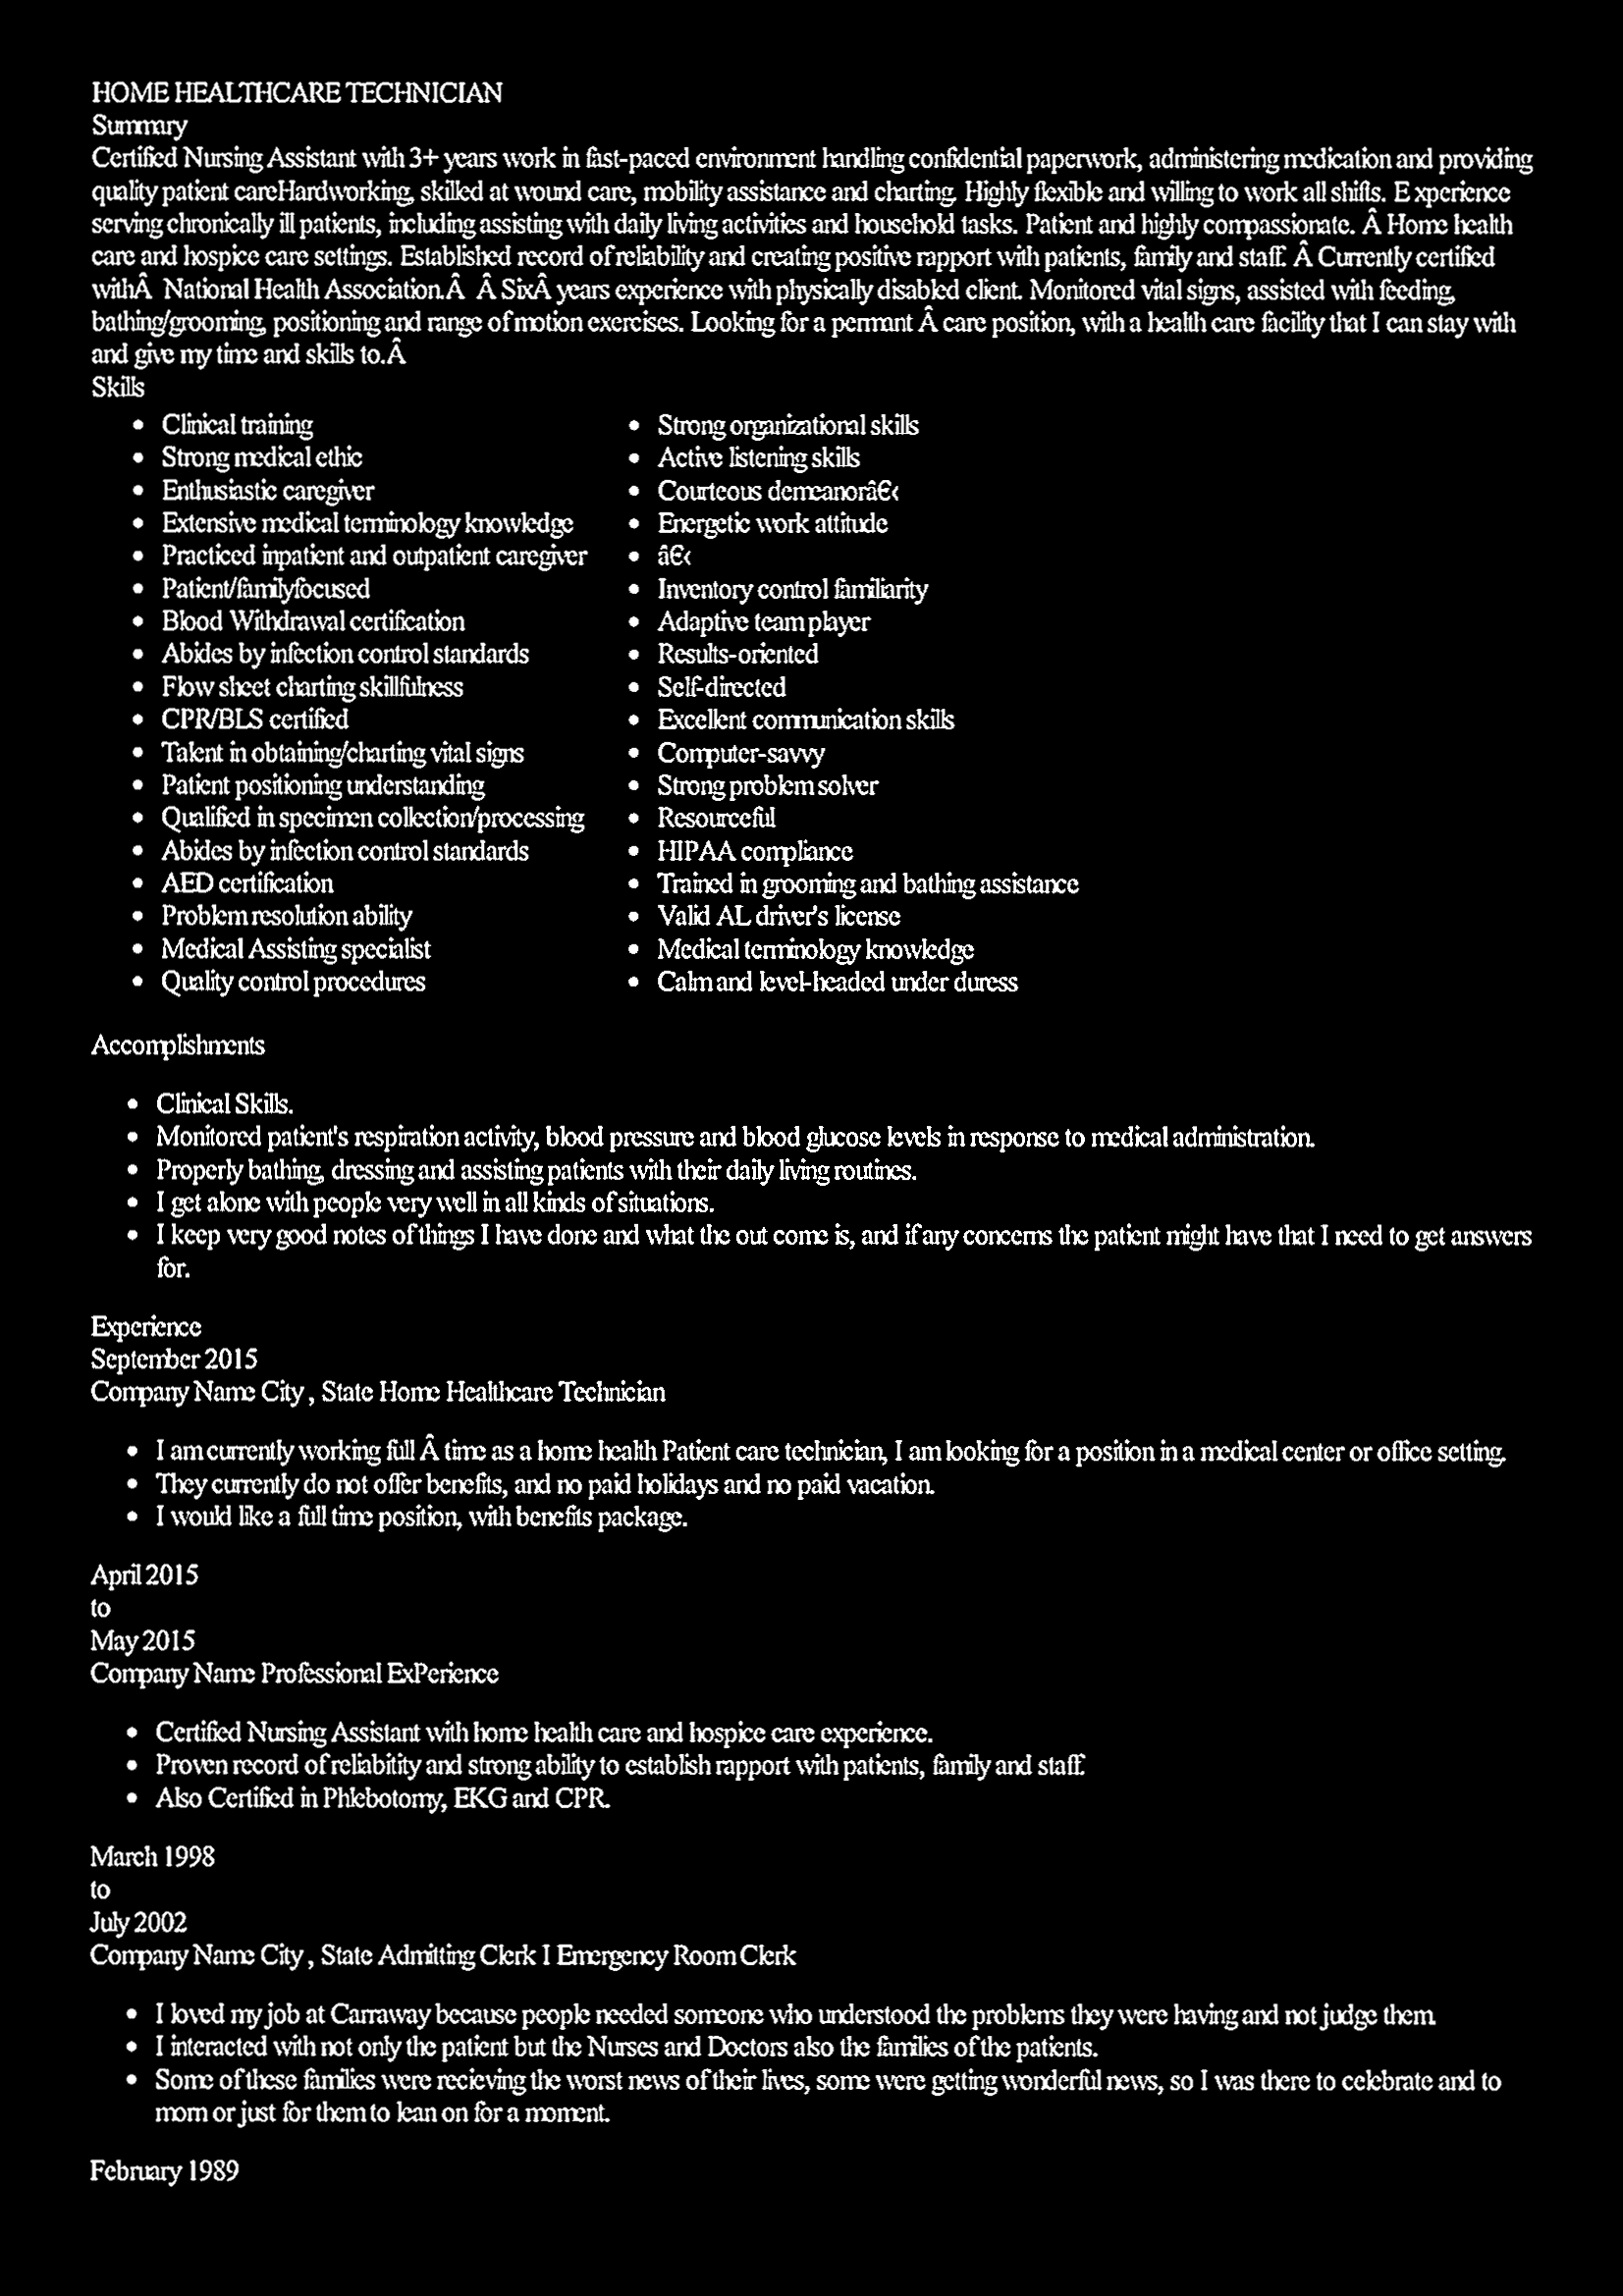 HOME HEALTHCARE TECHNICIAN
Summary
Certified Nursing Assistant with 3+ years work in fast-paced environment handling confidential paperwork, administering medication and providing
quality patient careHardworking, skilled at wound care, mobility assistance and charting. Highly flexible and willing to work all shifts. E xperience
serving chronically ill patients, including assisting with daily living activities and household tasks. Patient and highly compassionate. Â Home health
care and hospice care settings. Established record of reliability and creating positive rapport with patients, family and staff. Â Currently certified
withÂ  National Health Association.Â  Â SixÂ years experience with physically disabled client. Monitored vital signs, assisted with feeding,
bathing/grooming, positioning and range of motion exercises. Looking for a permant Â care position, with a health care facility that I can stay with
and give my time and skills to.Â
Skills
• Clinical training
• Strong medical ethic
• Enthusiastic caregiver
• Extensive medical terminology knowledge
• Practiced inpatient and outpatient caregiver
• Patient/familyfocused
• Blood Withdrawal certification
• Abides by infection control standards
• Flow sheet charting skillfulness
• CPR/BLS certified
• Talent in obtaining/charting vital signs
• Patient positioning understanding
• Qualified in specimen collection/processing
• Abides by infection control standards
• AED certification
• Problem resolution ability
• Medical Assisting specialist
• Quality control procedures
• Strong organizational skills
• Active listening skills
• Courteous demeanorâ€‹
• Energetic work attitude
• â€‹
• Inventory control familiarity
• Adaptive team player
• Results-oriented
• Self-directed
• Excellent communication skills
• Computer-savvy
• Strong problem solver
• Resourceful
• HIPAA compliance
• Trained in grooming and bathing assistance
• Valid AL driver's license
• Medical terminology knowledge
• Calm and level-headed under duress
Accomplishments
• Clinical Skills.
• Monitored patient's respiration activity, blood pressure and blood glucose levels in response to medical administration.
• Properly bathing, dressing and assisting patients with their daily living routines.
• I get alone with people very well in all kinds of situations.
• I keep very good notes of things I have done and what the out come is, and if any concerns the patient might have that I need to get answers
for.
Experience
September 2015
Company Name City , State Home Healthcare Technician
• I am currently working full Â time as a home health Patient care technician, I am looking for a position in a medical center or office setting.
• They currently do not offer benefits, and no paid holidays and no paid vacation.
• I would like a full time position, with benefits package.
April 2015
to
May 2015
Company Name Professional ExPerience
• Certified Nursing Assistant with home health care and hospice care experience.
• Proven record of reliabitity and strong ability to establish rapport with patients, family and staff.
• Also Certified in Phlebotomy, EKG and CPR.
March 1998
to
July 2002
Company Name City , State Admitting Clerk I Emergency Room Clerk
• I loved my job at Carraway because people needed someone who understood the problems they were having and not judge them.
• I interacted with not only the patient but the Nurses and Doctors also the families of the patients.
• Some of these families were recieving the worst news of their lives, some were getting wonderful news, so I was there to celebrate and to
morn or just for them to lean on for a moment.
February 1989